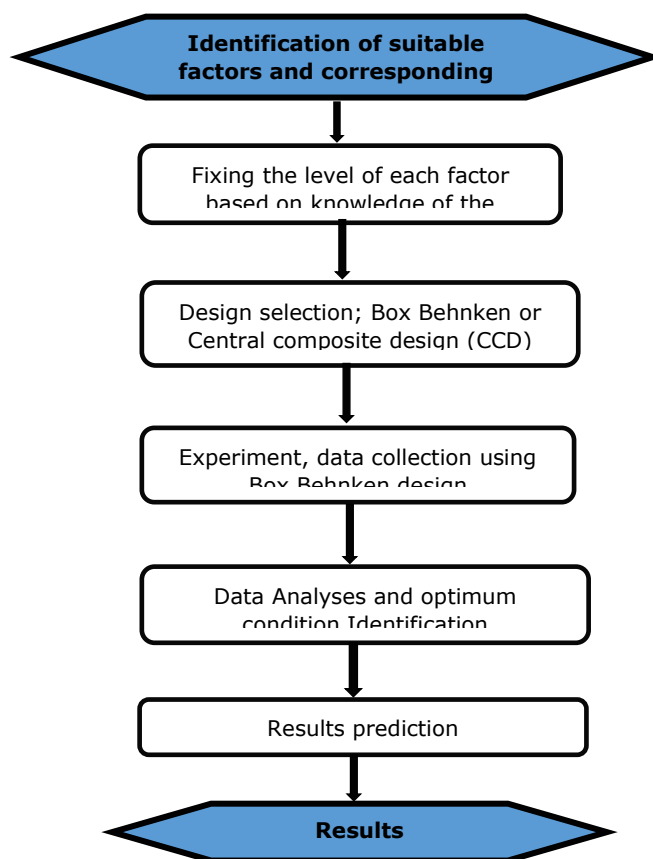 Identification of suitable
factors and corresponding
Fixing the level of each factor
based on knowledge of the
Design selection; Box Behnken or
Central composite design (CCD)
Experiment, data collection using
Box Behnken design
Data Analyses and optimum
condition Identification
Results prediction
Results